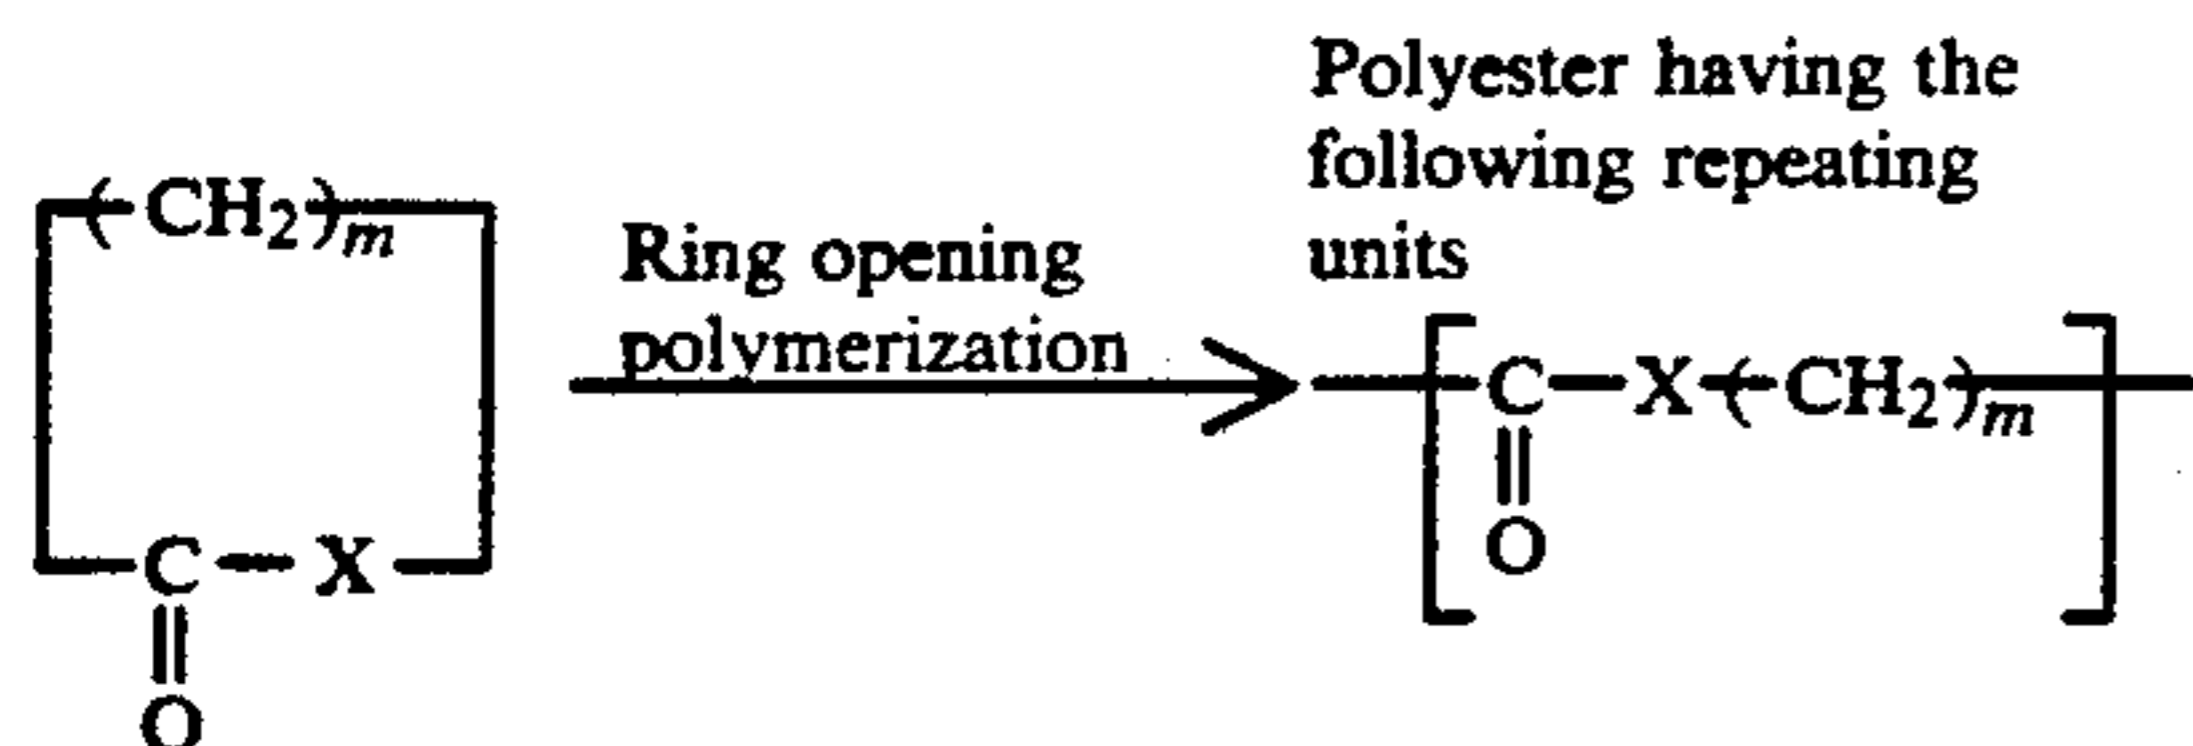 Polyester having the
following repeating
units
Ring opening
polymerization
(CH₂)ₘ
C — X
O
C—X—(CH₂)ₘ
O